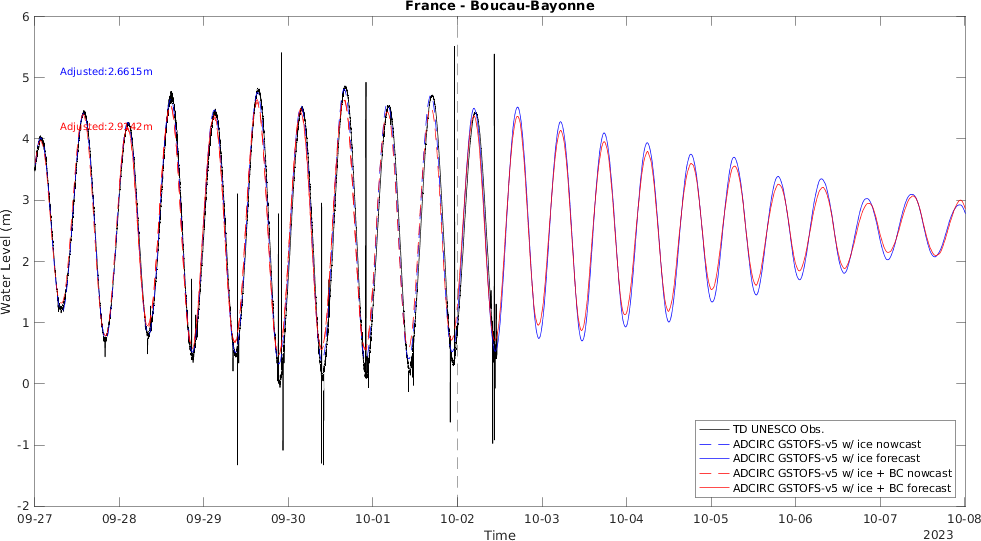 France - Boucau-Bayonne
6
5
4
3
2
1
0
-1
-2
Water Level (m)
Adjusted:2.6615m
TD UNESCO Obs.
ADCIRC GSTOFS-v5 w/ ice nowcast
ADCIRC GSTOFS-v5 w/ ice forecast
ADCIRC GSTOFS-v5 w/ ice + BC nowcast
ADCIRC GSTOFS-v5 w/ ice + BC forecast
09-27 09-28 09-29 09-30 10-01 10-02 10-03 10-04 10-05 10-06 10-07 10-08
Time
2023